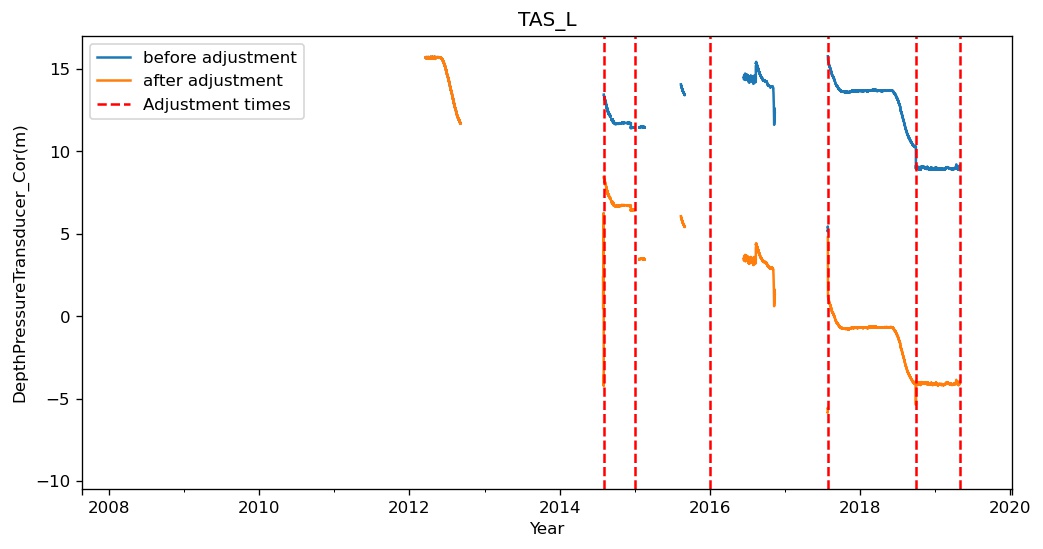 TAS_L
before adjustment
after adjustment
Adjustment times
DepthPressureTransducer_Cor(m)
15
10
5
0
−5
−10
2008 2010 2012 2014 2016 2018 2020
Year